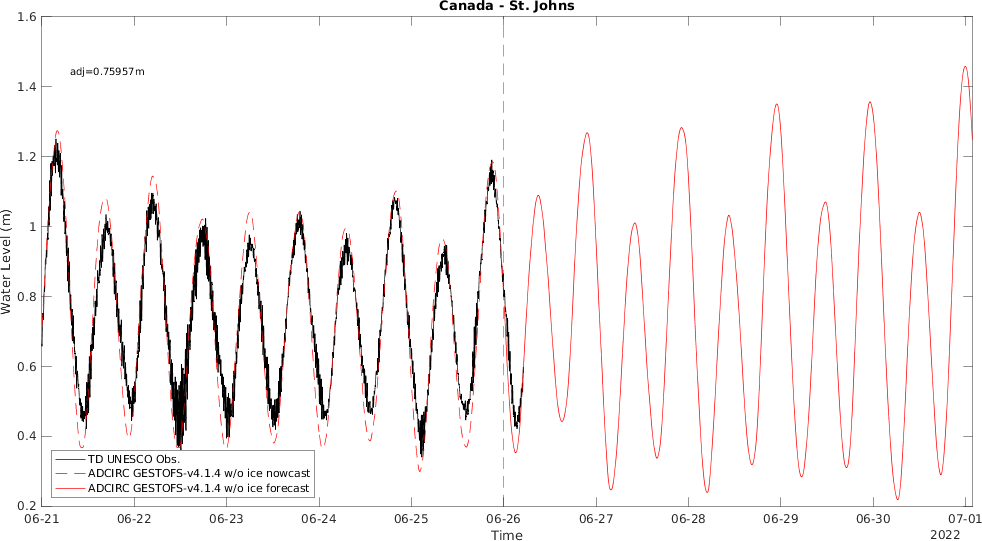 Canada - St. Johns
1.6
adj=0.75957m
1.4
1.2
1
0.8
0.6
0.4
0.2
Water Level (m)
TD UNESCO Obs.
ADCIRC GESTOFS-v4.1.4 w/o ice nowcast
ADCIRC GESTOFS-v4.1.4 w/o ice forecast
06-21 06-22 06-23 06-24 06-25 06-26 06-27 06-28 06-29 06-30 07-01
Time 2022